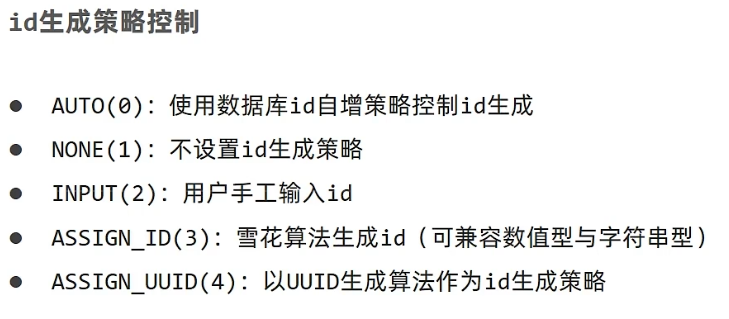 id生成策略控制
● AUTO(0): 使用数据库id自增策略控制id生成
● NONE(1): 不设置id生成策略
● INPUT(2): 用户手工输入id
● ASSIGN_ID(3): 雪花算法生成id（可兼容数值型与字符串型）
● ASSIGN_UUID(4): 以UUID生成算法作为id生成策略